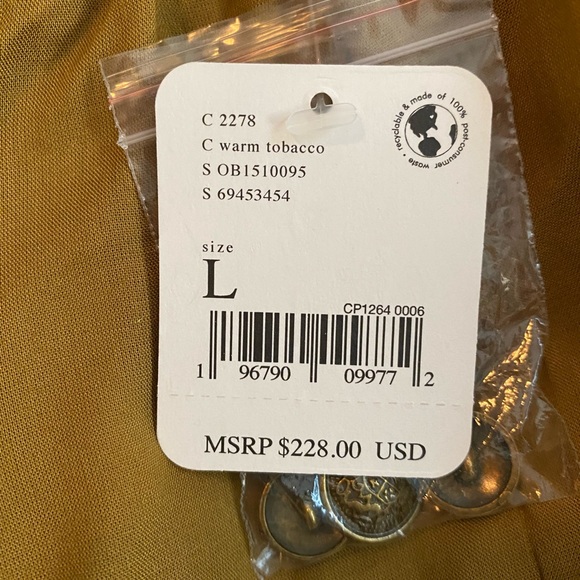 C 2278
C warm tobacco
S OB1510095
S 69453454
recyclable & made of 100% post-consumer waste •
size
L
CP1264 0006
1 96790 09977 2
MSRP $228.00 USD